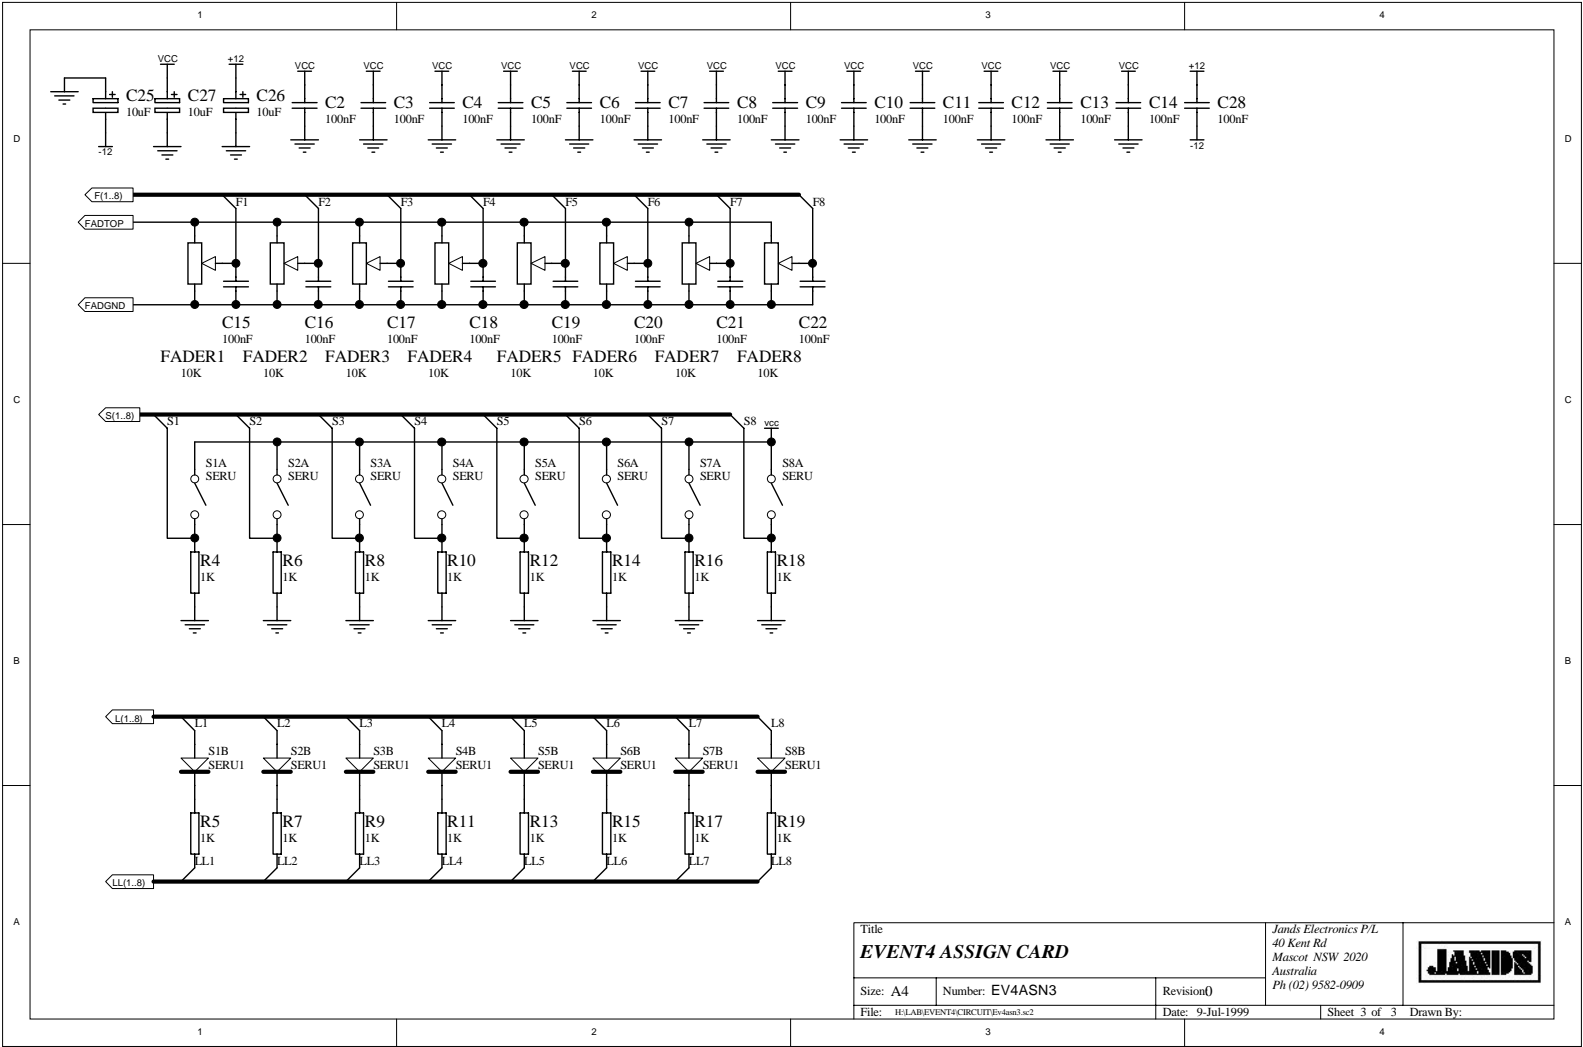 1 2 3 4
D D
C C
B B
A A
VCC +12 VCC VCC VCC VCC VCC VCC VCC VCC VCC VCC VCC VCC VCC +12
+ C25 + C27 + C26 C2 C3 C4 C5 C6 C7 C8 C9 C10 C11 C12 C13 C14 C28
10uF 10uF 10uF 100nF 100nF 100nF 100nF 100nF 100nF 100nF 100nF 100nF 100nF 100nF 100nF 100nF 100nF
-12 -12
F(1..8) F1 F2 F3 F4 F5 F6 F7 F8
FADTOP
FADGND
C15 C16 C17 C18 C19 C20 C21 C22
100nF 100nF 100nF 100nF 100nF 100nF 100nF 100nF
FADER1 FADER2 FADER3 FADER4 FADER5 FADER6 FADER7 FADER8
10K 10K 10K 10K 10K 10K 10K 10K
S(1..8) S1 S2 S3 S4 S5 S6 S7 S8 VCC
S1A S2A S3A S4A S5A S6A S7A S8A
SERU SERU SERU SERU SERU SERU SERU SERU
R4 R6 R8 R10 R12 R14 R16 R18
1K 1K 1K 1K 1K 1K 1K 1K
L(1..8) L1 L2 L3 L4 L5 L6 L7 L8
S1B S2B S3B S4B S5B S6B S7B S8B
SERU1 SERU1 SERU1 SERU1 SERU1 SERU1 SERU1 SERU1
R5 R7 R9 R11 R13 R15 R17 R19
1K 1K 1K 1K 1K 1K 1K 1K
LL1 LL2 LL3 LL4 LL5 LL6 LL7 LL8
LL(1..8)
Title
EVENT4 ASSIGN CARD
Jands Electronics P/L
40 Kent Rd
Mascot NSW 2020
Australia
Ph (02) 9582-0909
JANDS
Size: A4 Number: EV4ASN3 Revision0
File: H:\LAB\EVENT4\CIRCUIT\Ev4asn3.sc2 Date: 9-Jul-1999 Sheet 3 of 3 Drawn By:
1 2 3 4